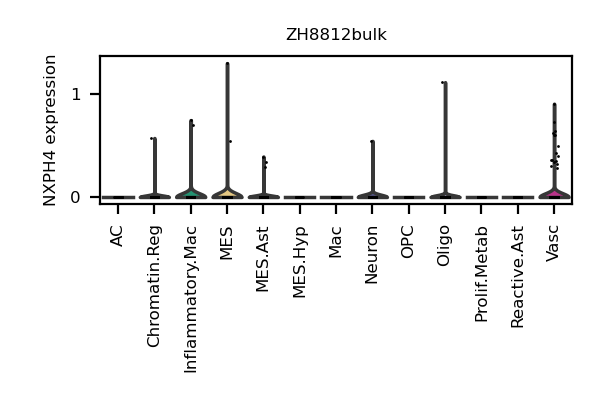 ZH8812bulk
NXPH4 expression
1
0
AC
Chromatin.Reg
Inflammatory.Mac
MES
MES.Ast
MES.Hyp
Mac
Neuron
OPC
Oligo
Prolif.Metab
Reactive.Ast
Vasc